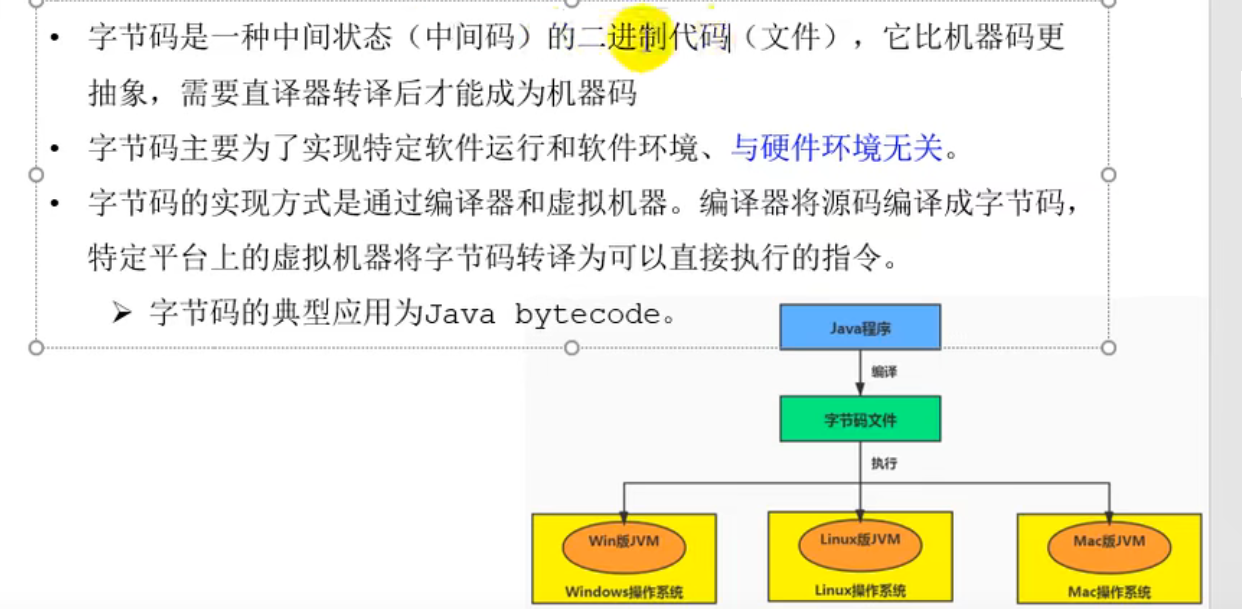 字节码是一种中间状态（中间码）的二进制代码（文件），它比机器码更
抽象，需要直译器转译后才能成为机器码
字节码主要为了实现特定软件运行和软件环境、与硬件环境无关。
字节码的实现方式是通过编译器和虚拟机器。编译器将源码编译成字节码，
特定平台上的虚拟机器将字节码转译为可以直接执行的指令。
字节码的典型应用为Java bytecode。
Java程序
编译
字节码文件
执行
Win版JVM
Linux版JVM
Mac版JVM
Windows操作系统
Linux操作系统
Mac操作系统